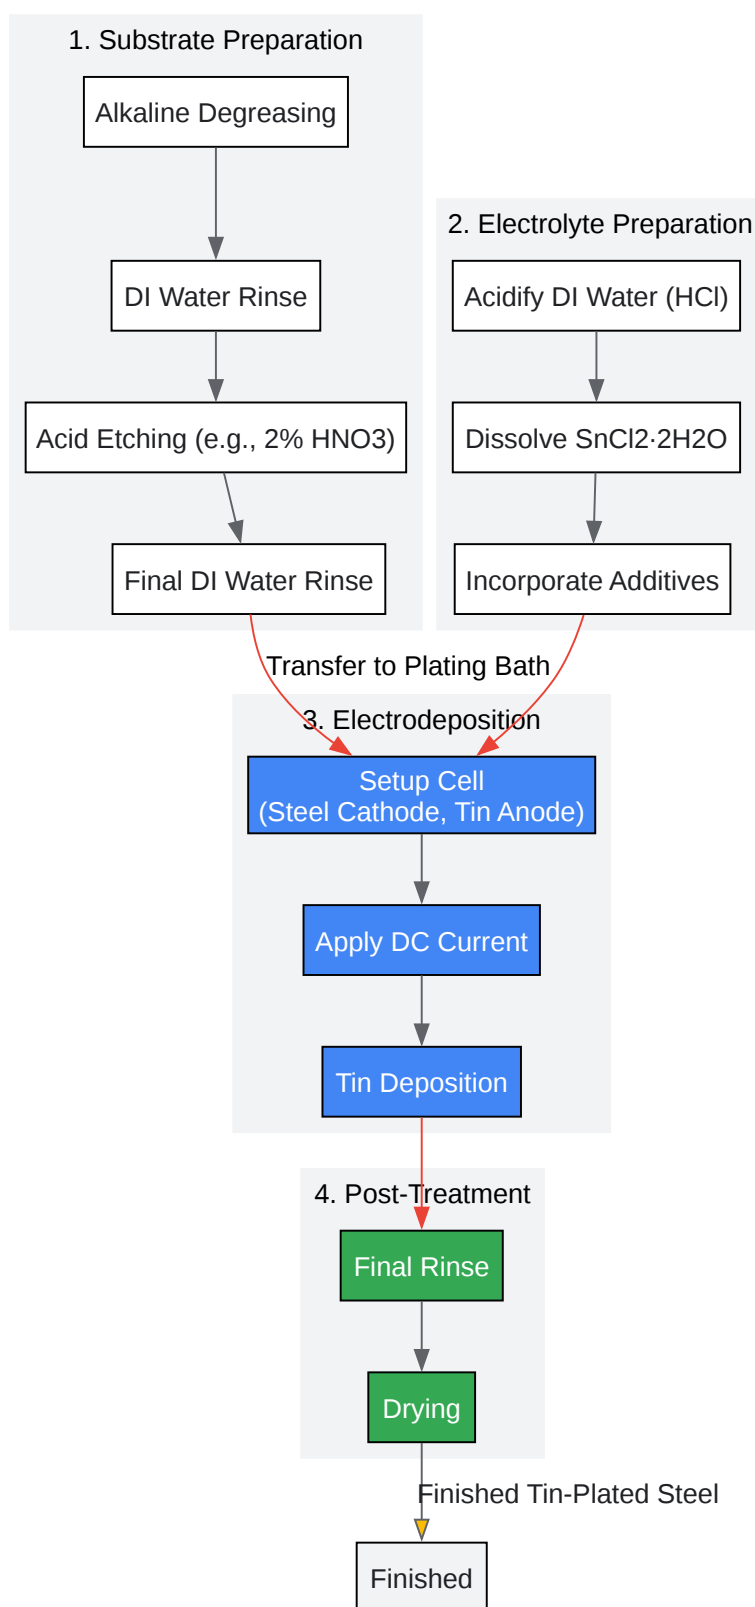 1. Substrate Preparation
Alkaline Degreasing
DI Water Rinse
Acid Etching (e.g., 2% HNO3)
Final DI Water Rinse
2. Electrolyte Preparation
Acidify DI Water (HCl)
Dissolve SnCl2·2H2O
Incorporate Additives
Transfer to Plating Bath
3. Electrodeposition
Setup Cell
(Steel Cathode, Tin Anode)
Apply DC Current
Tin Deposition
4. Post-Treatment
Final Rinse
Drying
Finished Tin-Plated Steel
Finished